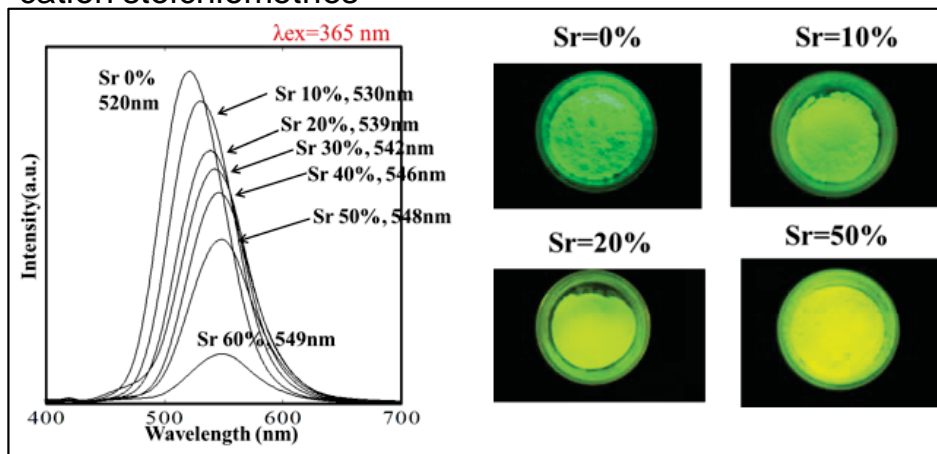 cation stoichiometries
λex=365 nm
Sr 0%
520nm
Sr 10%, 530nm
Sr 20%, 539nm
Sr 30%, 542nm
Sr 40%, 546nm
Sr 50%, 548nm
Sr 60%, 549nm
Intensity(a.u.)
400
500
600
700
Wavelength (nm)
Sr=0%
Sr=10%
Sr=20%
Sr=50%